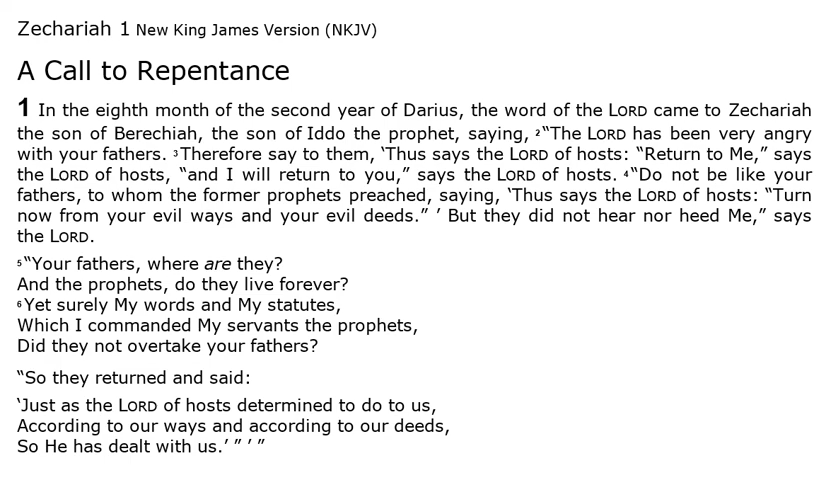 Zechariah 1 New King James Version (NKJV)
A Call to Repentance
1 In the eighth month of the second year of Darius, the word of the LORD came to Zechariah
the son of Berechiah, the son of Iddo the prophet, saying, 2 “The LORD has been very angry
with your fathers. 3 Therefore say to them, ‘Thus says the LORD of hosts: “Return to Me,” says
the LORD of hosts, “and I will return to you,” says the LORD of hosts. 4 “Do not be like your
fathers, to whom the former prophets preached, saying, ‘Thus says the LORD of hosts: “Turn
now from your evil ways and your evil deeds.” ’ But they did not hear nor heed Me,” says
the LORD.
5 “Your fathers, where are they?
And the prophets, do they live forever?
6 Yet surely My words and My statutes,
Which I commanded My servants the prophets,
Did they not overtake your fathers?
“So they returned and said:
‘Just as the LORD of hosts determined to do to us,
According to our ways and according to our deeds,
So He has dealt with us.’ ” ’ ”